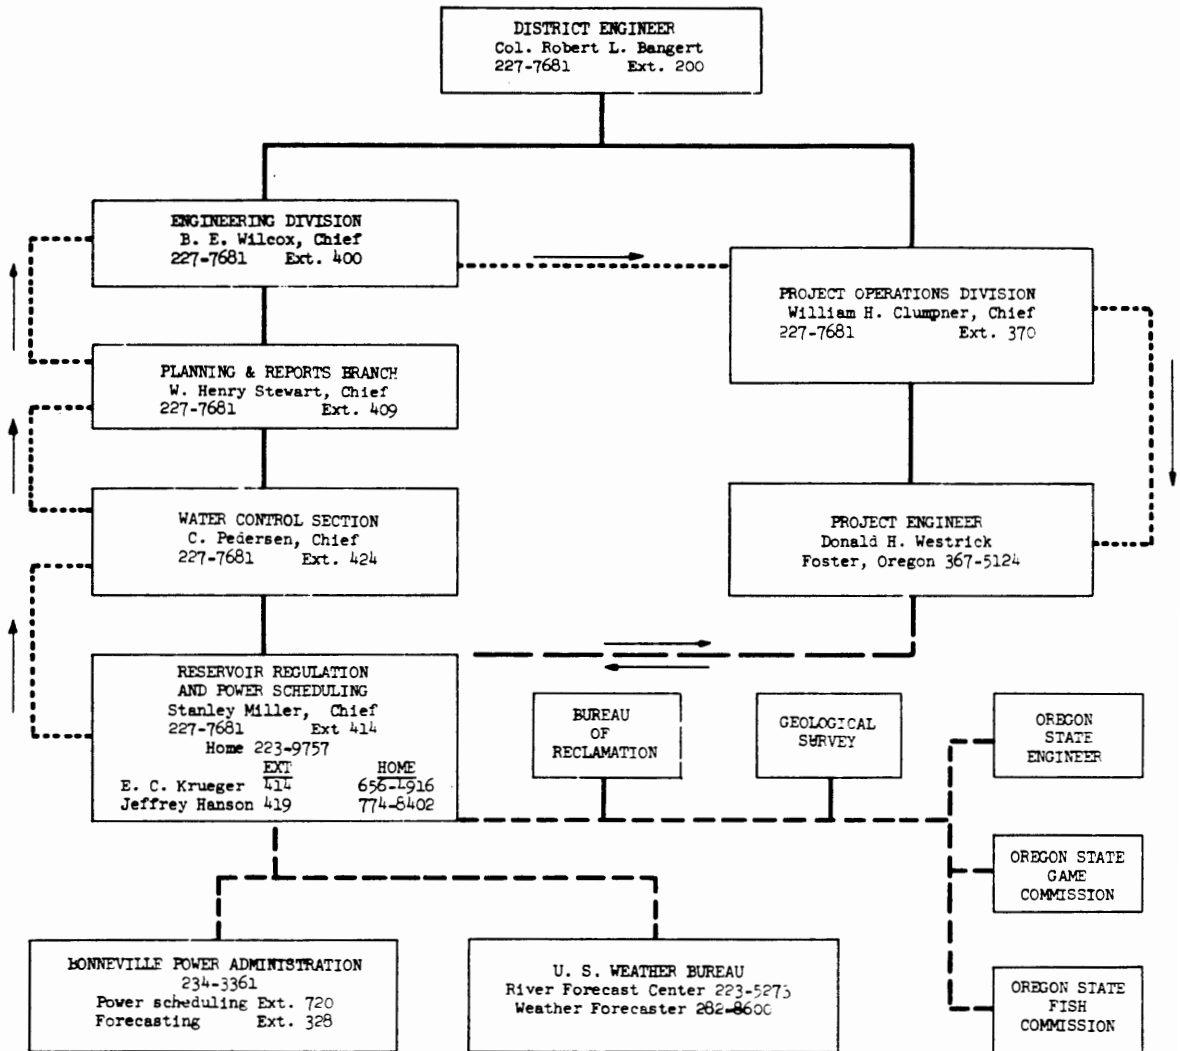 DISTRICT ENGINEER
Col. Robert L. Bangert
227-7681 Ext. 200
ENGINEERING DIVISION
B. E. Wilcox, Chief
227-7681 Ext. 400
PROJECT OPERATIONS DIVISION
William H. Clumpner, Chief
227-7681 Ext. 370
PLANNING & REPORTS BRANCH
W. Henry Stewart, Chief
227-7681 Ext. 409
WATER CONTROL SECTION
C. Pedersen, Chief
227-7681 Ext. 424
PROJECT ENGINEER
Donald H. Westrick
Foster, Oregon 367-5124
RESERVOIR REGULATION
AND POWER SCHEDULING
Stanley Miller, Chief
227-7681 Ext 414
Home 223-9757
EXT HOME
E. C. Krueger 414 656-4916
Jeffrey Hanson 419 774-8402
BUREAU
OF
RECLAMATION
GEOLOGICAL
SURVEY
OREGON
STATE
ENGINEER
OREGON STATE
GAME
COMMISSION
OREGON STATE
FISH
COMMISSION
BONNEVILLE POWER ADMINISTRATION
234-3361
Power scheduling Ext. 720
Forecasting Ext. 328
U. S. WEATHER BUREAU
River Forecast Center 223-5273
Weather Forecaster 282-8600